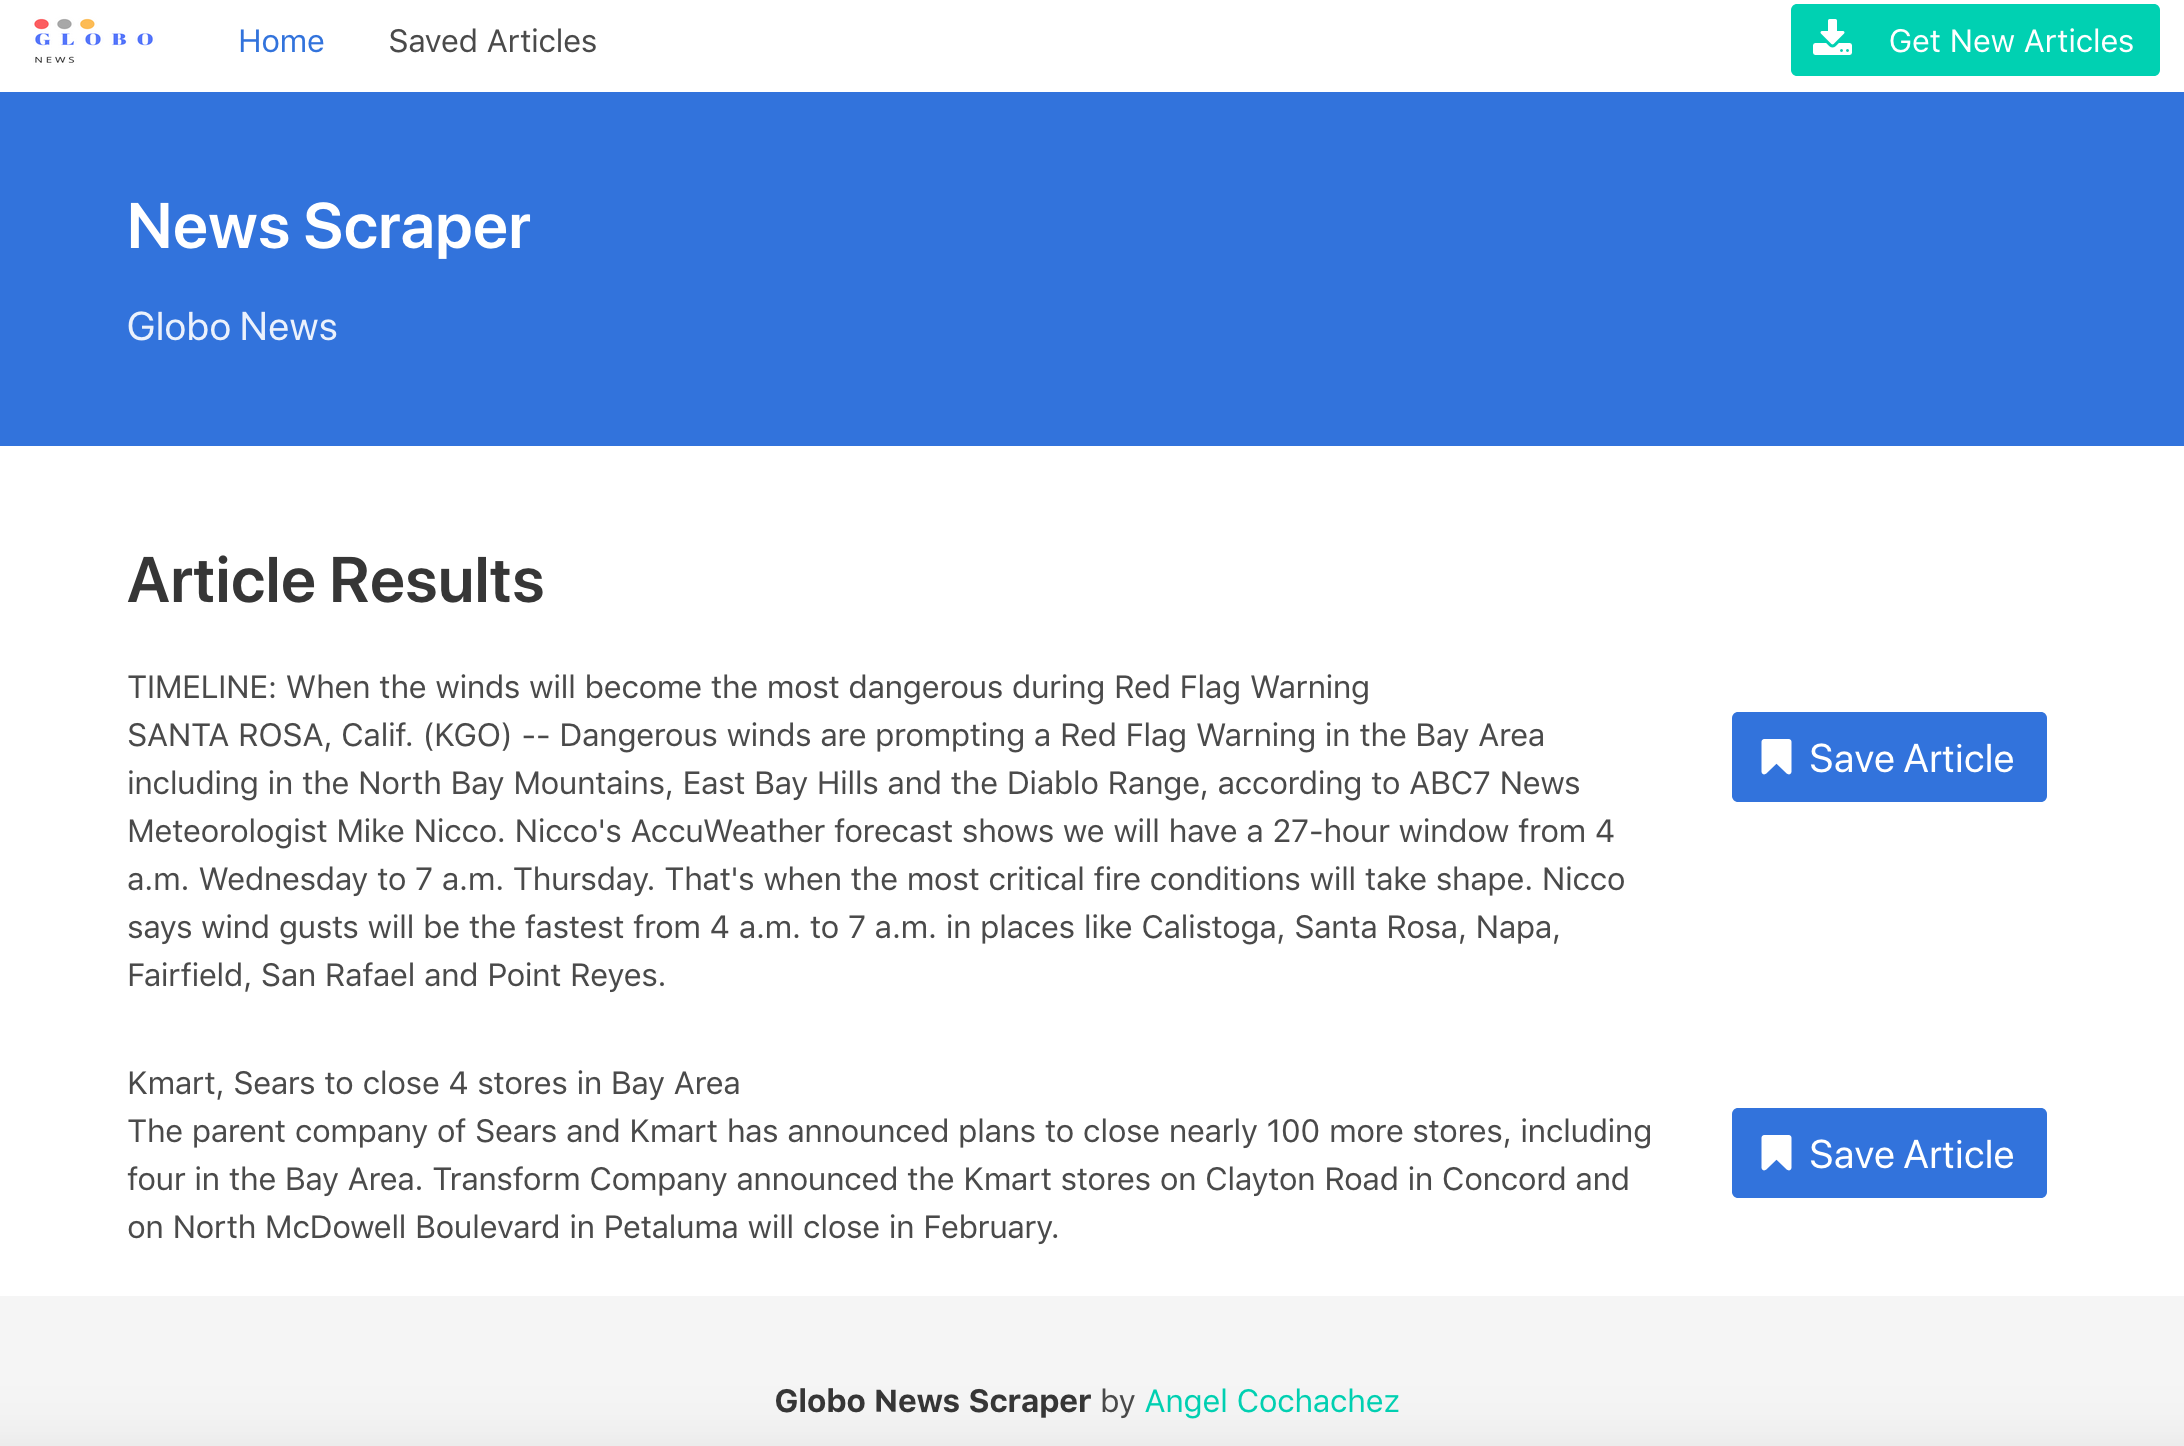 GLOBO
NEWS
Home
Saved Articles
Get New Articles
News Scraper
Globo News
Article Results
TIMELINE: When the winds will become the most dangerous during Red Flag Warning
SANTA ROSA, Calif. (KGO) -- Dangerous winds are prompting a Red Flag Warning in the Bay Area
including in the North Bay Mountains, East Bay Hills and the Diablo Range, according to ABC7 News
Meteorologist Mike Nicco. Nicco's AccuWeather forecast shows we will have a 27-hour window from 4
a.m. Wednesday to 7 a.m. Thursday. That's when the most critical fire conditions will take shape. Nicco
says wind gusts will be the fastest from 4 a.m. to 7 a.m. in places like Calistoga, Santa Rosa, Napa,
Fairfield, San Rafael and Point Reyes.
Save Article
Kmart, Sears to close 4 stores in Bay Area
The parent company of Sears and Kmart has announced plans to close nearly 100 more stores, including
four in the Bay Area. Transform Company announced the Kmart stores on Clayton Road in Concord and
on North McDowell Boulevard in Petaluma will close in February.
Save Article
Globo News Scraper by Angel Cochachez